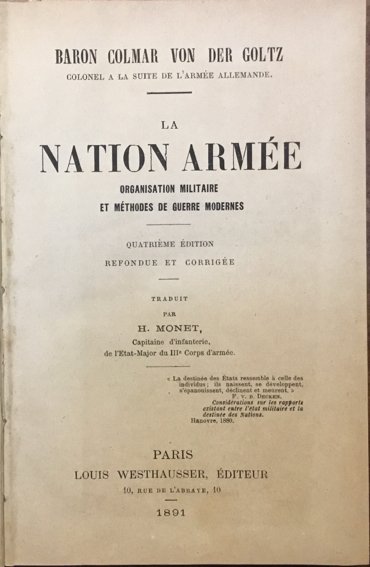 BARON COLMAR VON DER GOLTZ
COLONEL A LA SUITE DE L'ARMÉE ALLEMANDE.
LA
NATION ARMÉE
ORGANISATION MILITAIRE
ET MÉTHODES DE GUERRE MODERNES
QUATRIÈME ÉDITION
REFONDUE ET CORRIGÉE
TRADUIT
PAR
H. MONET,
Capitaine d'infanterie,
de l'Etat-Major du IIIe Corps d'armée.
« La destinée des États ressemble à celle des
individus ; ils naissent, se développent,
s'épanouissent, déclinent et meurent. »
F. v. D. DECKEN.
Considérations sur les rapports
existant entre l'état militaire et la
destinée des Nations.
Hanovre, 1880.
PARIS
LOUIS WESTHAUSSER, ÉDITEUR
10, RUE DE L'ABBAYE, 10
1891